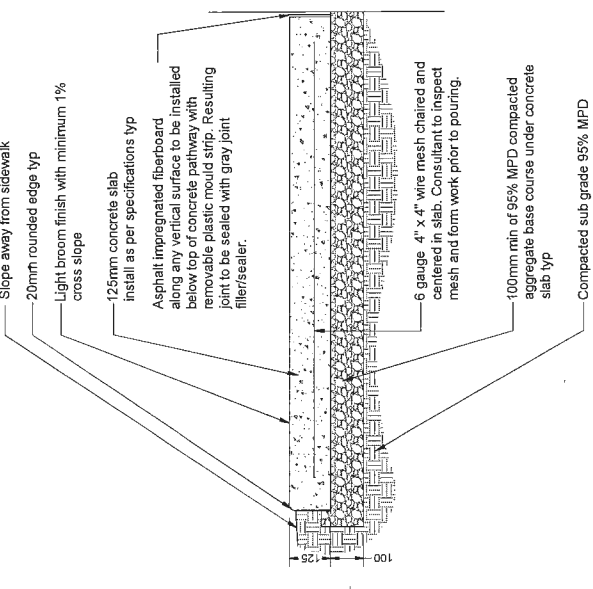 Slope away from sidewalk
20mm rounded edge typ
Light broom finish with minimum 1%
cross slope
125mm concrete slab
install as per specifications typ
Asphalt impregnated fiberboard
along any vertical surface to be installed
below top of concrete pathway with
removable plastic mould strip. Resulting
joint to be sealed with gray joint
filler/sealer.
6 gauge 4" x 4" wire mesh chaired and
centered in slab. Consultant to inspect
mesh and form work prior to pouring.
100mm min of 95% MPD compacted
aggregate base course under concrete
slab typ
Compacted sub grade 95% MPD
125
100